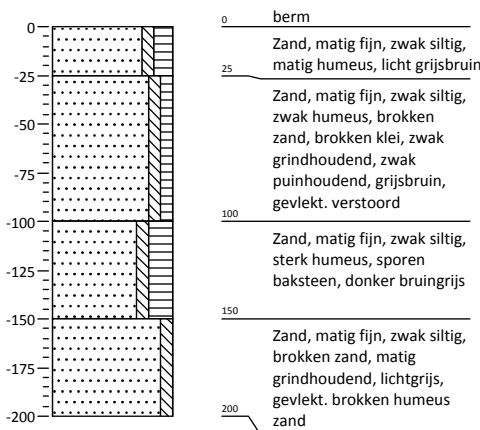 0
-25
-50
-75
-100
-125
-150
-175
-200
0
berm
Zand, matig fijn, zwak siltig,
matig humeus, licht grijsbruin
25
Zand, matig fijn, zwak siltig,
zwak humeus, brokken
zand, brokken klei, zwak
grindhoudend, zwak
puinhoudend, grijsbruin,
gevlekt. verstoord
100
Zand, matig fijn, zwak siltig,
sterk humeus, sporen
baksteen, donker bruingrijs
150
Zand, matig fijn, zwak siltig,
brokken zand, matig
grindhoudend, lichtgrijs,
gevlekt. brokken humeus
zand
200